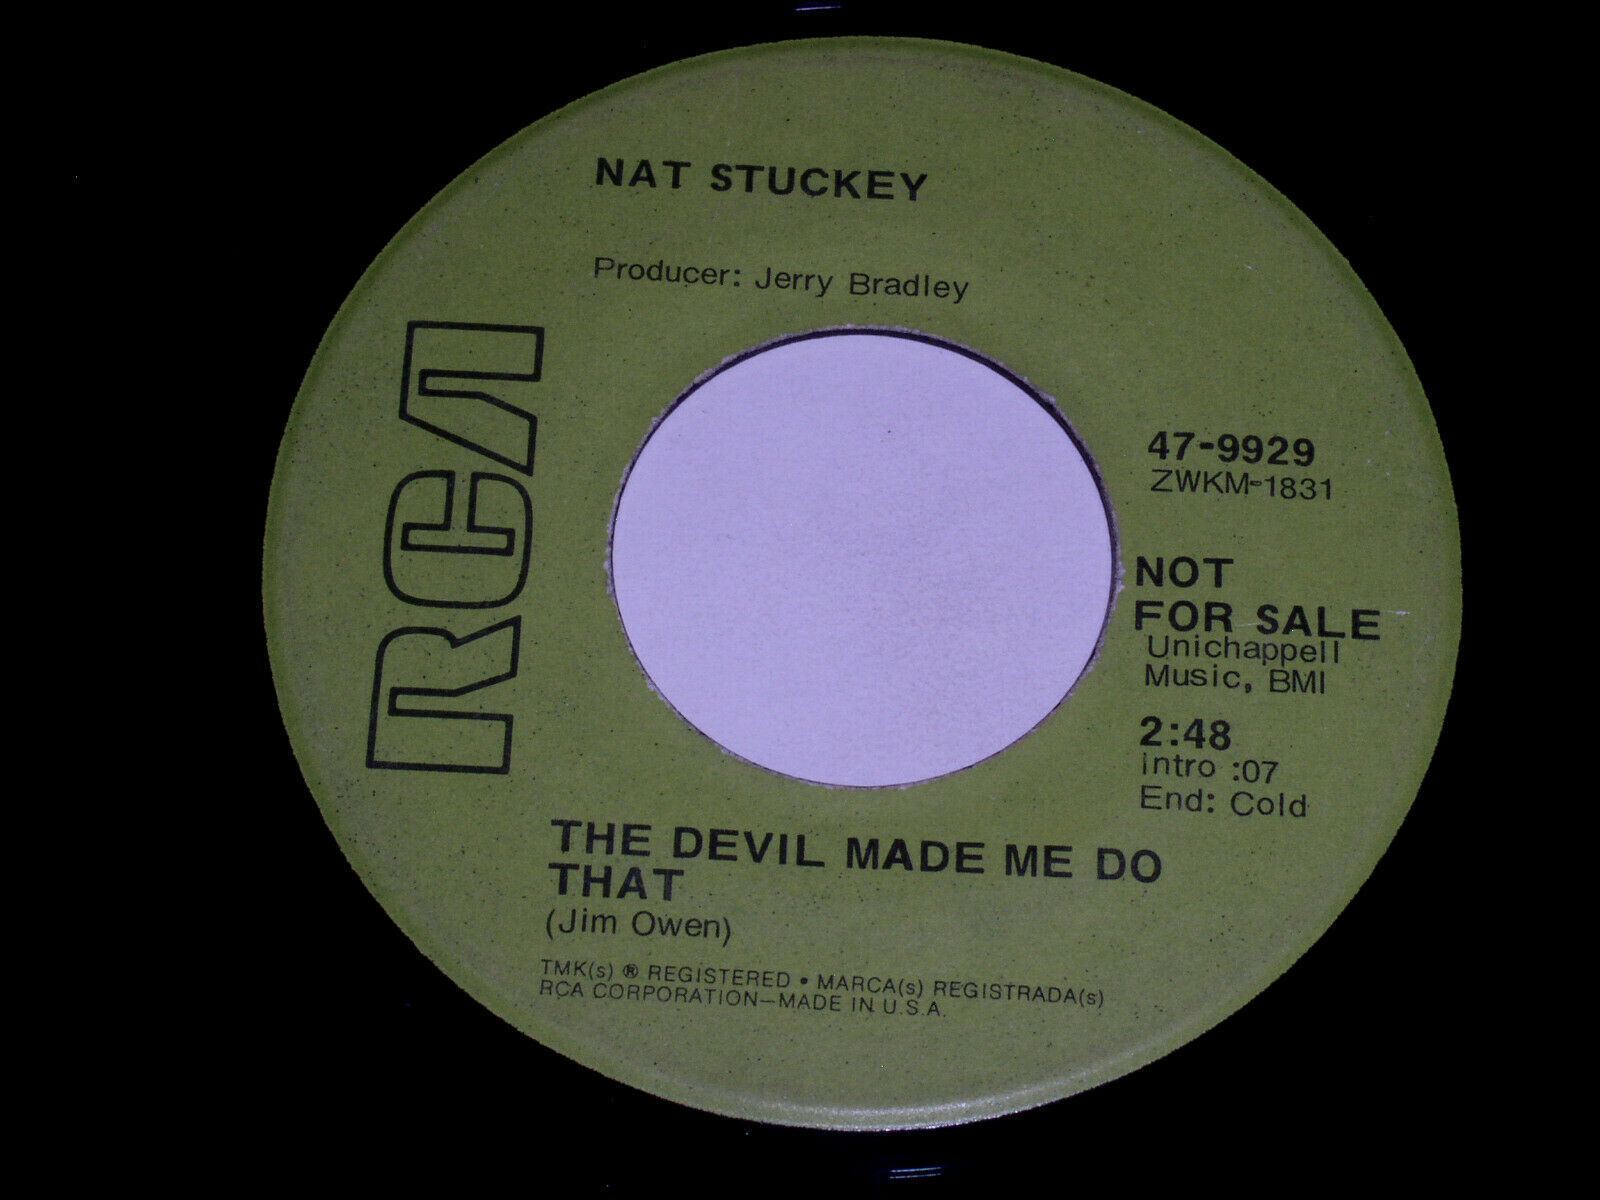 NAT STUCKEY
Producer: Jerry Bradley
RCA
47-9929
ZWKM-1831
NOT
FOR SALE
Unichappell
Music, BMI
2:48
intro :07
End: Cold
THE DEVIL MADE ME DO
THAT
(Jim Owen)
TMK(s) ® REGISTERED • MARCA(s) REGISTRADA(s)
RCA CORPORATION—MADE IN U.S.A.